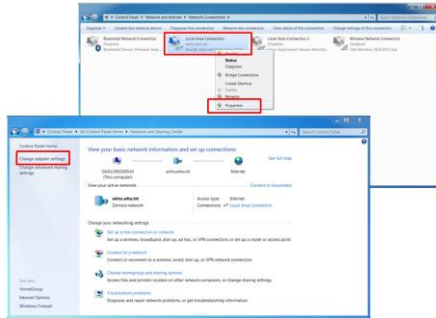 Control Panel ▸ Network and Internet ▸ Network Connections ▸
Organize ▾ Disable this network device Diagnose this connection Rename this connection View status of this connection Change settings of this connection
Bluetooth Network Connection
Disabled
Bluetooth Device (Personal Area
Local Area Connection
Local Area Connection 2
Disabled
Wireless Network Connection
Disabled
Status
Diagnose
Bridge Connections
Create Shortcut
Delete
Rename
Properties
Control Panel ▸ All Control Panel Items ▸ Network and Sharing Center
Search Control Panel
Control Panel Home
Change adapter settings
Change advanced sharing
settings
See also
HomeGroup
Internet Options
Windows Firewall
View your basic network information and set up connections
See full map
(This computer)
wims.who.int
Internet
View your active networks
Connect or disconnect
wims.who.int
Domain network
Access type: Internet
Connections: Local Area Connection
Change your networking settings
Set up a new connection or network
Set up a wireless, broadband, dial-up, ad hoc, or VPN connection; or set up a router or access point.
Connect to a network
Connect or reconnect to a wireless, wired, dial-up, or VPN network connection.
Choose homegroup and sharing options
Access files and printers located on other network computers, or change sharing settings.
Troubleshoot problems
Diagnose and repair network problems, or get troubleshooting information.